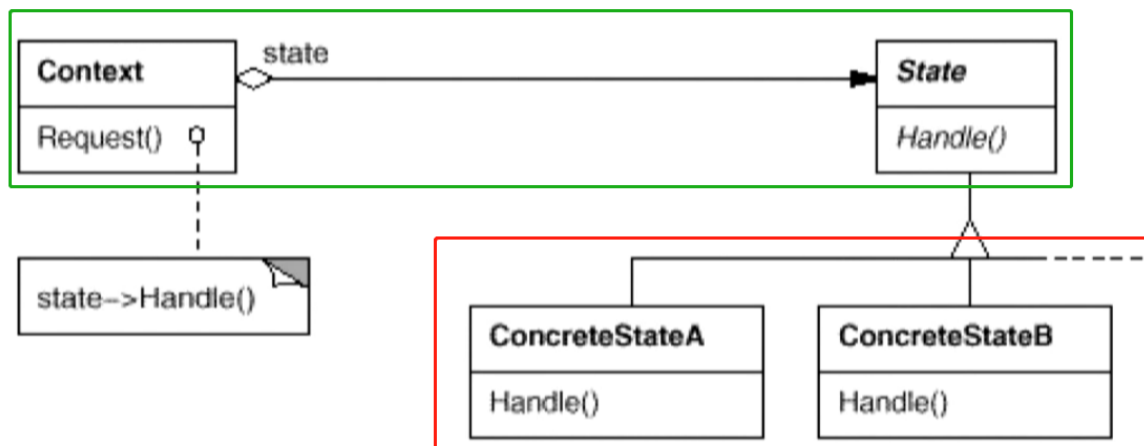 state
Context
State
Request()
Handle()
state->Handle()
ConcreteStateA
ConcreteStateB
Handle()
Handle()